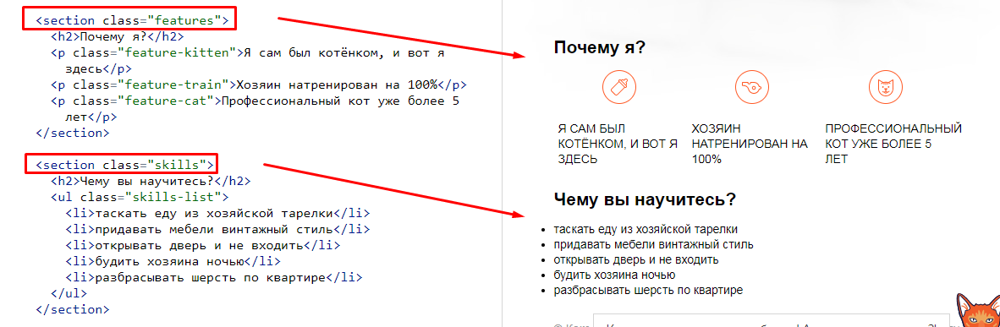 <section class="features">
<h2>Почему я?</h2>
<p class="feature-kitten">Я сам был котёнком, и вот я
здесь</p>
<p class="feature-train">Хозяин натренирован на 100%</p>
<p class="feature-cat">Профессиональный кот уже более 5
лет</p>
</section>
<section class="skills">
<h2>Чему вы научитесь?</h2>
<ul class="skills-list">
<li>таскать еду из хозяйской тарелки</li>
<li>придавать мебели винтажный стиль</li>
<li>открывать дверь и не входить</li>
<li>будить хозяина ночью</li>
<li>разбрасывать шерсть по квартире</li>
</ul>
</section>
Почему я?
Я САМ БЫЛ
КОТЁНКОМ, И ВОТ Я
ЗДЕСЬ
ХОЗЯИН
НАТРЕНИРОВАН НА
100%
ПРОФЕССИОНАЛЬНЫЙ
КОТ УЖЕ БОЛЕЕ 5
ЛЕТ
Чему вы научитесь?
таскать еду из хозяйской тарелки
придавать мебели винтажный стиль
открывать дверь и не входить
будить хозяина ночью
разбрасывать шерсть по квартире